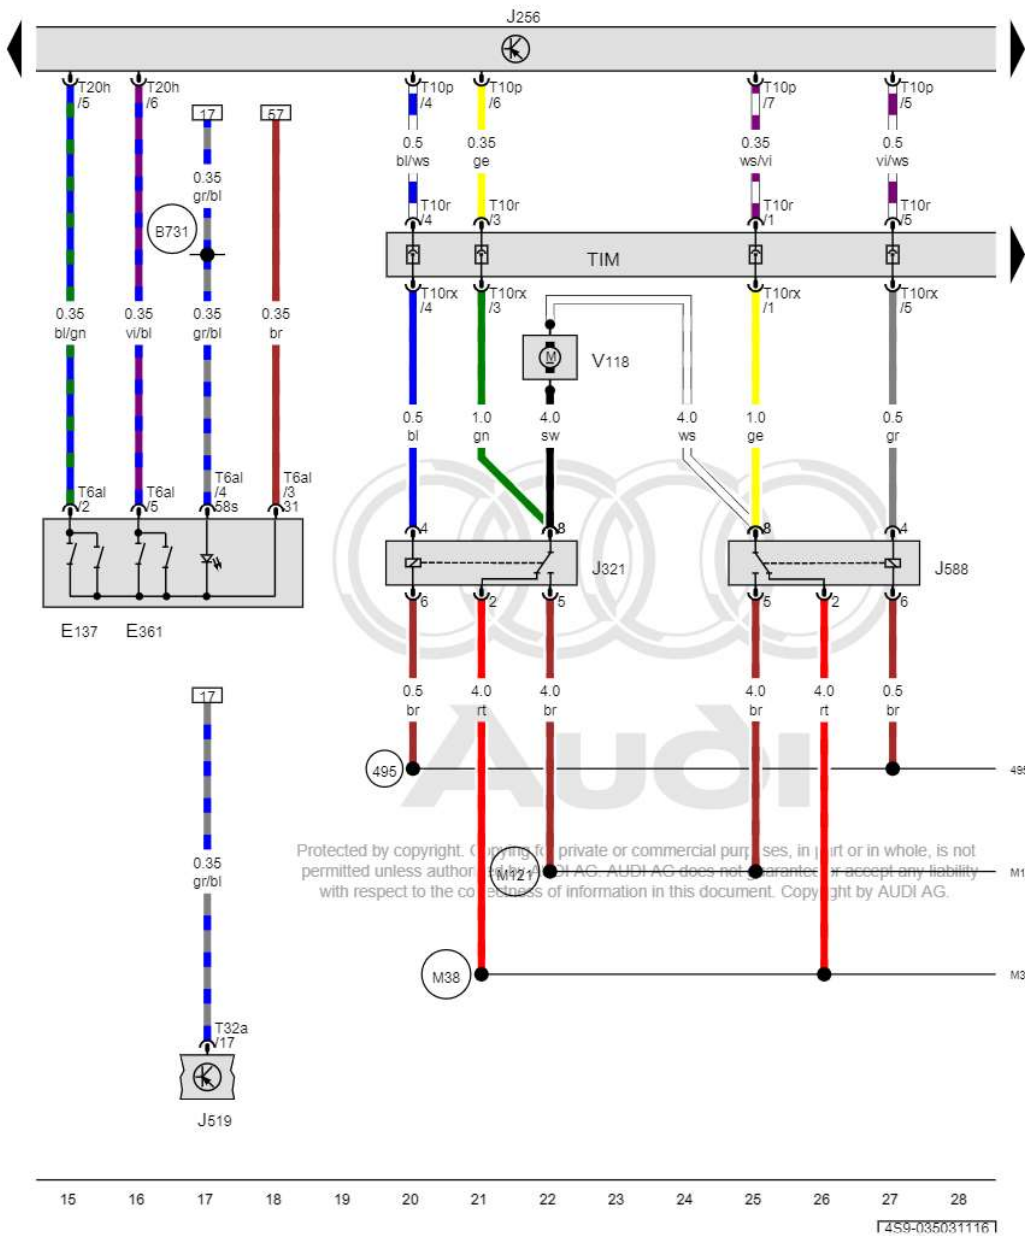 J256
T20h
/5
T20h
/6
T10p
/4
T10p
/6
T10p
/7
T10p
/5
17
57
0.35
gr/bl
0.5
bl/ws
0.35
ge
0.35
ws/vi
0.5
vi/ws
B731
T10r
/4
T10r
/3
T10r
/1
T10r
/5
TIM
T10rx
/4
T10rx
/3
T10rx
/1
T10rx
/5
0.35
bl/gn
0.35
vi/bl
0.35
gr/bl
0.35
br
M
V118
0.5
bl
1.0
gn
4.0
sw
4.0
ws
1.0
ge
0.5
gr
T6al
/2
T6al
/5
T6al
/4
58s
T6al
/3
31
4
8
8
4
J321
J588
6
2
5
5
2
6
E137
E361
17
0.5
br
4.0
rt
4.0
br
4.0
br
4.0
rt
0.5
br
Audi
495
495
0.35
gr/bl
Protected by copyright. Copying for private or commercial purposes, in part or in whole, is not
permitted unless authorised by AUDI AG. AUDI AG does not guarantee or accept any liability
with respect to the correctness of information in this document. Copyright by AUDI AG.
M121
M1
M38
M3
T32a
/17
J519
15 16 17 18 19 20 21 22 23 24 25 26 27 28
4S9-035031116